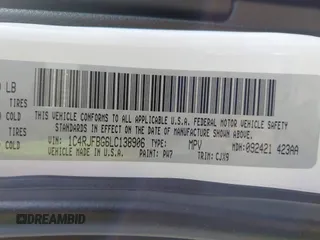 LB
TIRES
COLD
THIS VEHICLE CONFORMS TO ALL APPLICABLE U.S.A. FEDERAL MOTOR VEHICLE SAFETY
STANDARDS IN EFFECT ON THE DATE OF MANUFACTURE SHOWN ABOVE.
TIRES
COLD
VIN: 1C4RJFBG6LC138906 TYPE: MPV MDH: 092421 423AA
VEHICLE MADE IN U.S.A. PAINT: PW7 TRIM: CJX9
DREAMBID